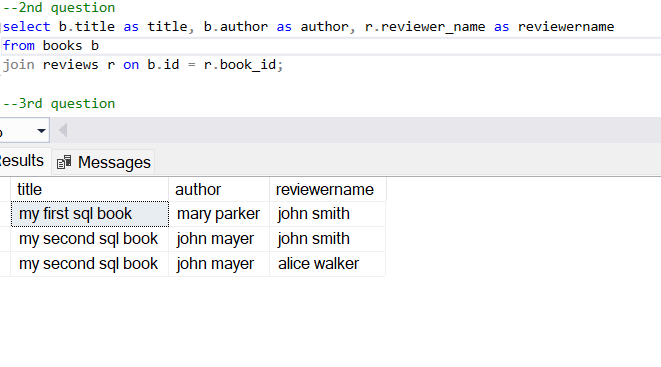 --2nd question
select b.title as title, b.author as author, r.reviewer_name as reviewername
from books b
join reviews r on b.id = r.book_id;
--3rd question
Results Messages
title author reviewername
my first sql book mary parker john smith
my second sql book john mayer john smith
my second sql book john mayer alice walker